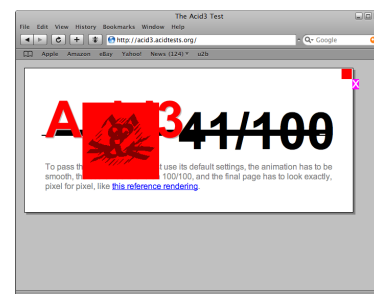 The Acid3 Test
File Edit View History Bookmarks Window Help
http://acid3.acidtests.org/
Google
Apple Amazon eBay Yahoo! News (124) u2b
41/100
X
To pass th t use its default settings, the animation has to be
smooth, th 100/100, and the final page has to look exactly,
pixel for pixel, like this reference rendering.